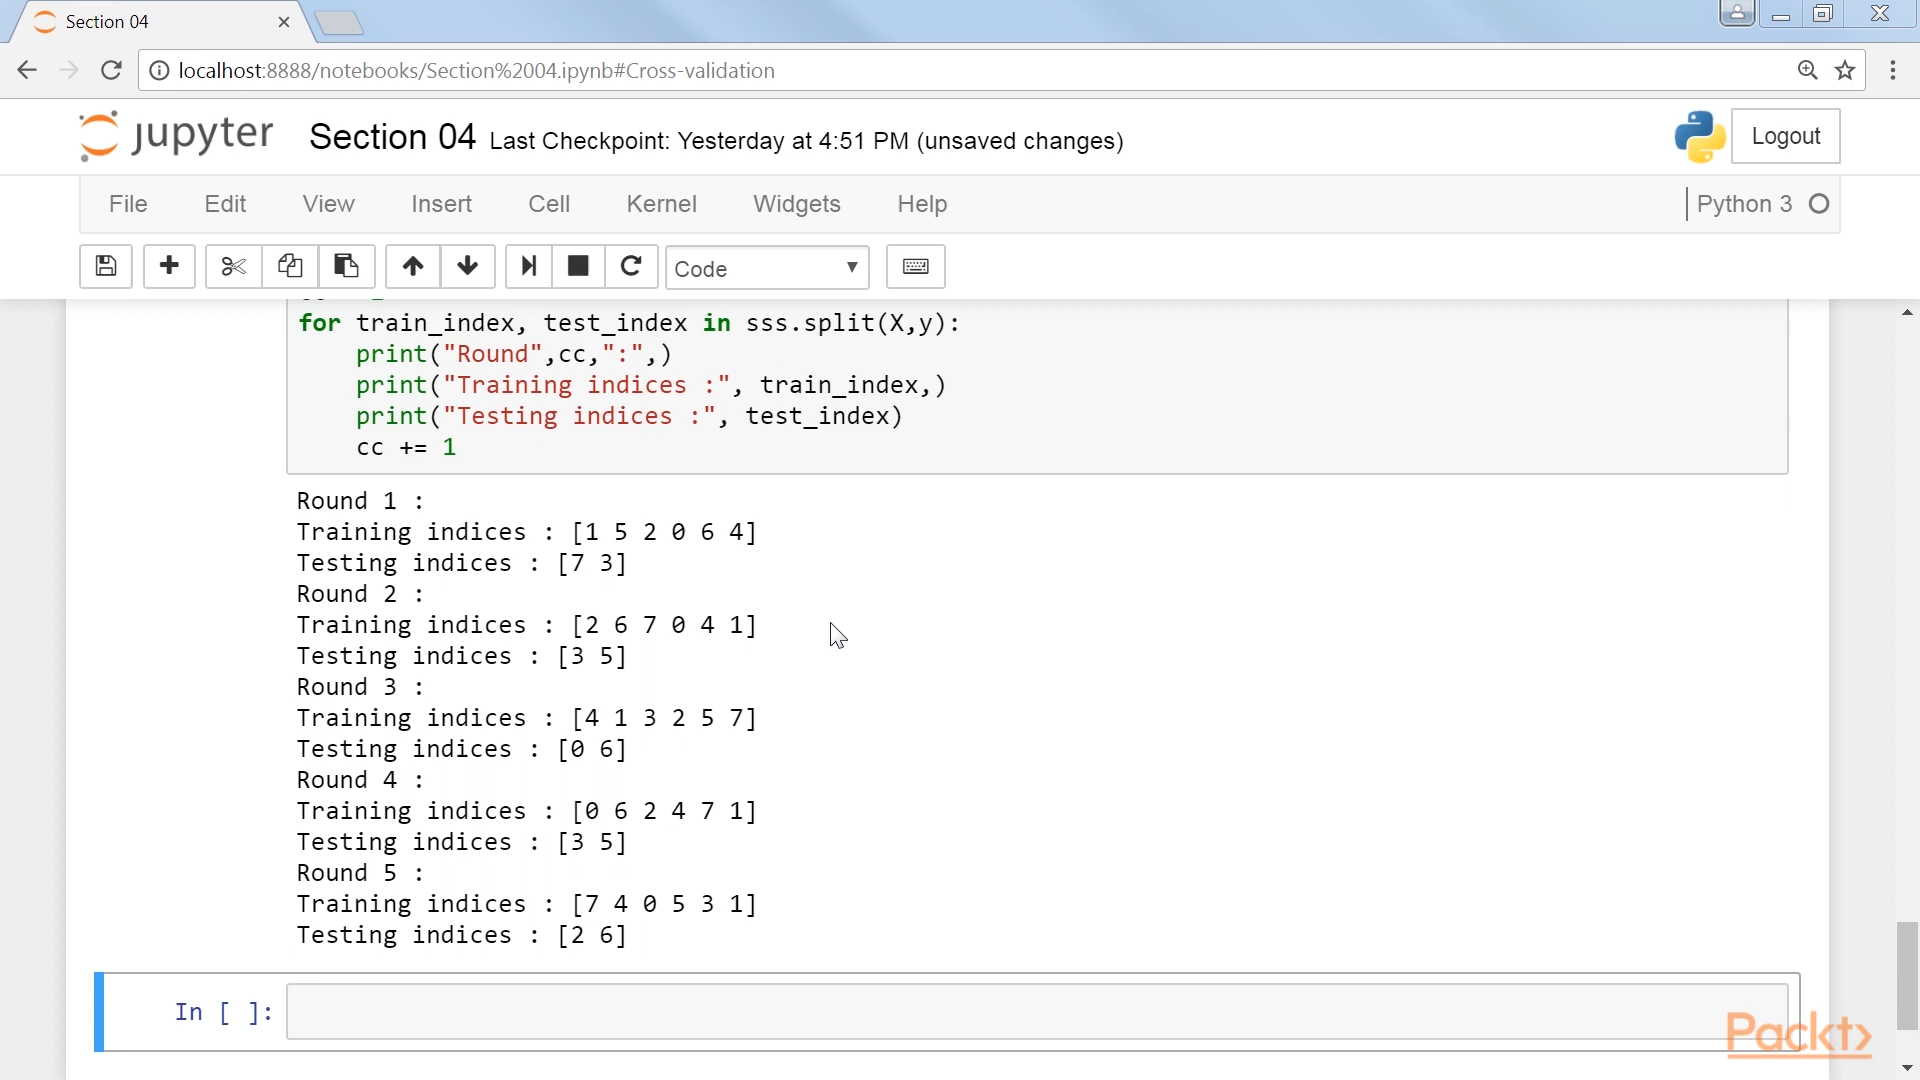 Section 04
localhost:8888/notebooks/Section%2004.ipynb#Cross-validation
jupyter Section 04 Last Checkpoint: Yesterday at 4:51 PM (unsaved changes)
Logout
File Edit View Insert Cell Kernel Widgets Help
Python 3
Code
for train_index, test_index in sss.split(X,y):
print("Round",cc,":",)
print("Training indices :", train_index,)
print("Testing indices :", test_index)
cc += 1
Round 1 :
Training indices : [1 5 2 0 6 4]
Testing indices : [7 3]
Round 2 :
Training indices : [2 6 7 0 4 1]
Testing indices : [3 5]
Round 3 :
Training indices : [4 1 3 2 5 7]
Testing indices : [0 6]
Round 4 :
Training indices : [0 6 2 4 7 1]
Testing indices : [3 5]
Round 5 :
Training indices : [7 4 0 5 3 1]
Testing indices : [2 6]
In [ ]:
Packt>